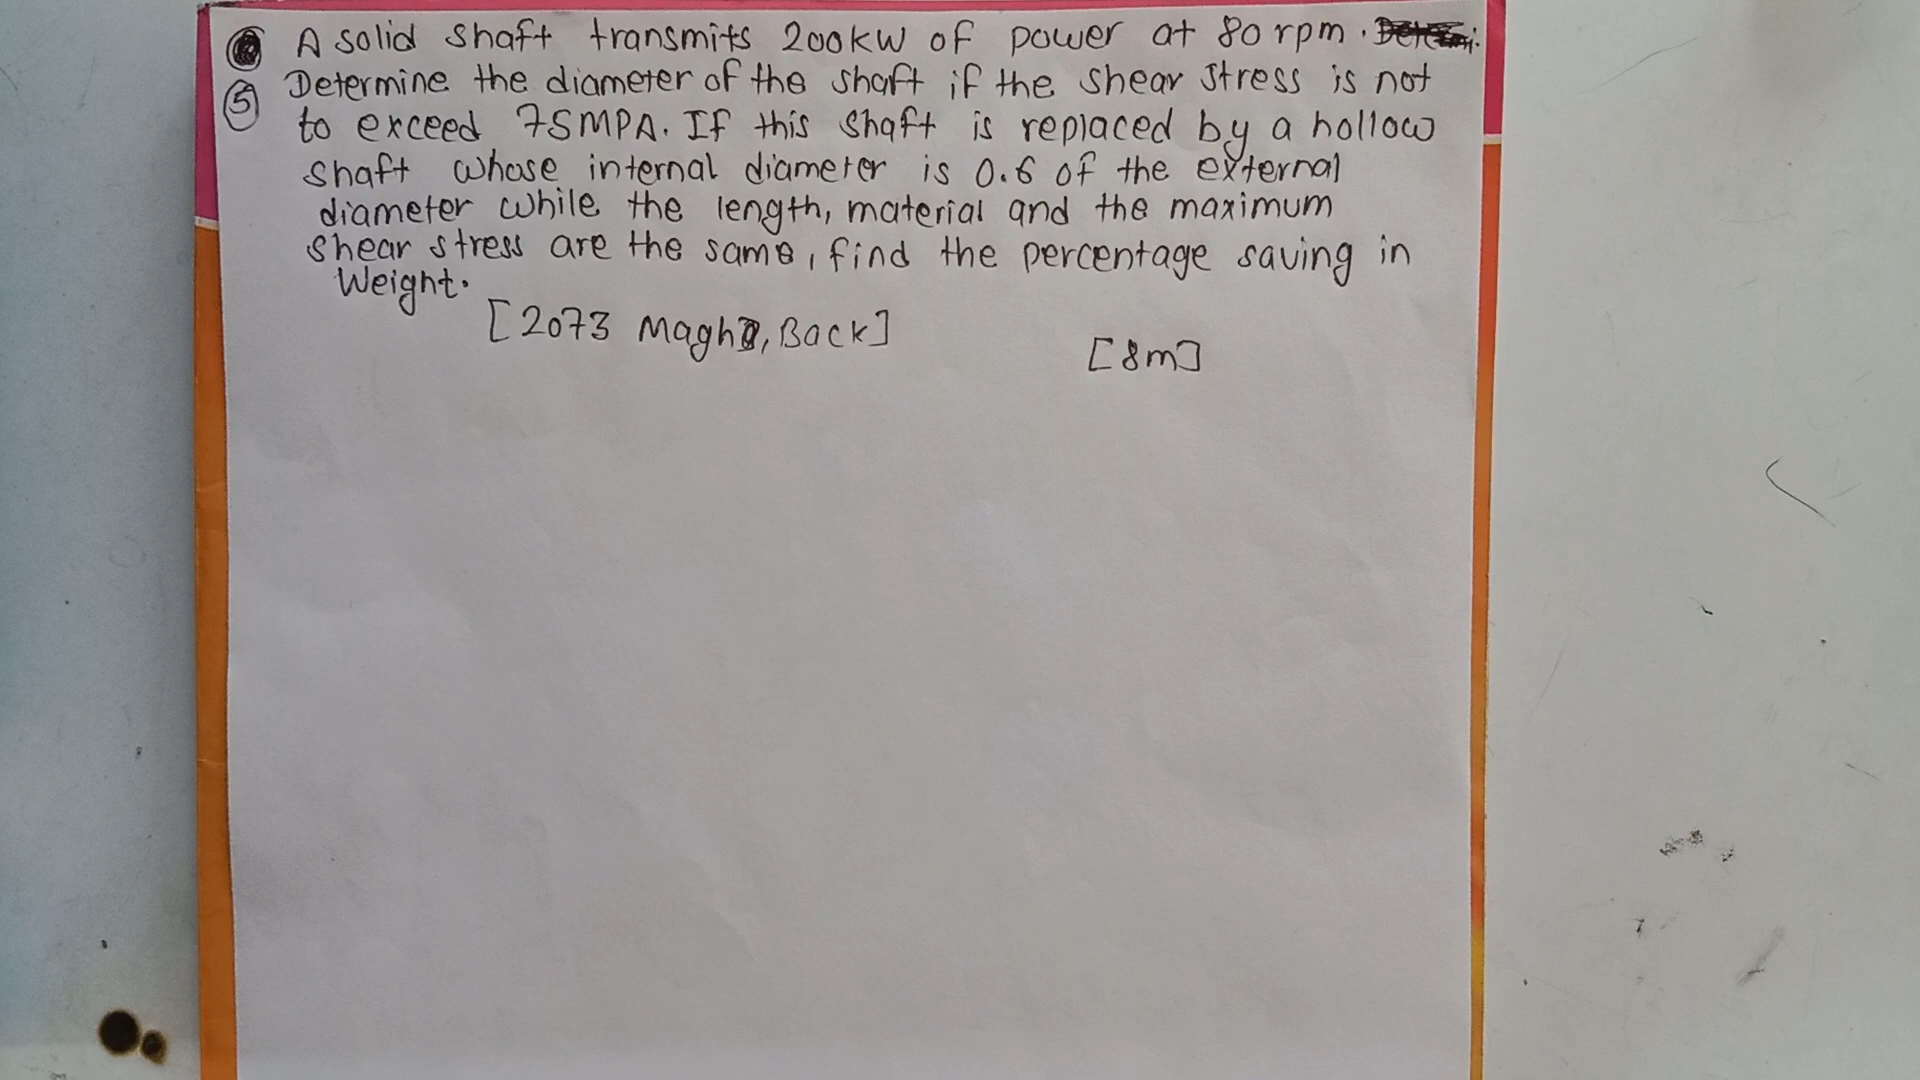 A solid shaft transmits 200kW of power at 80 rpm.
⑤ Determine the diameter of the shaft if the shear stress is not
to exceed 75MPA. If this shaft is replaced by a hollow
shaft whose internal diameter is 0.6 of the external
diameter while the length, material and the maximum
shear stress are the same, find the percentage saving in
Weight.
[2073 Magh, Back]
[8m]